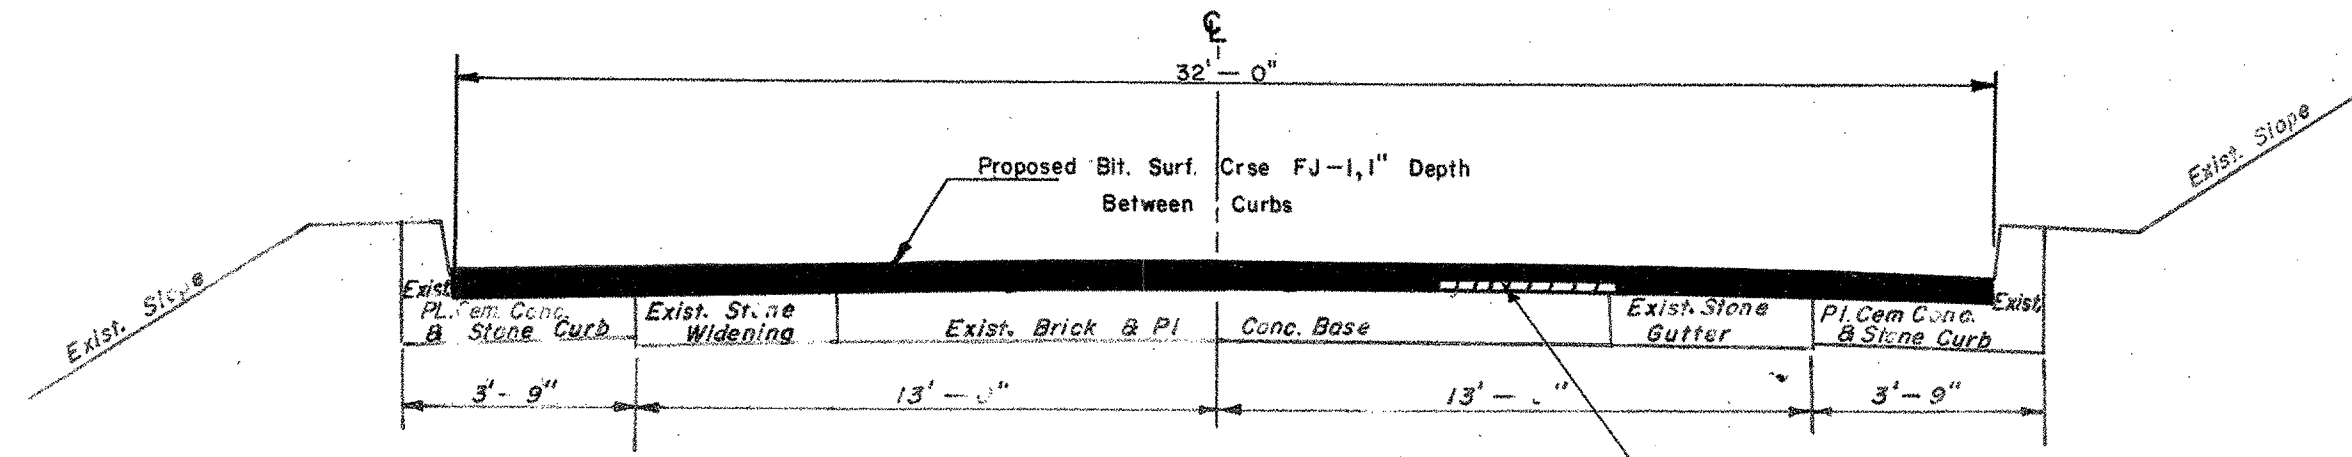 ℄
32'-0"
Proposed Bit. Surf. Crse FJ-1, 1" Depth
Between Curbs
Exist. Slope
Exist. Slope
Exist.
Pl. Cem Conc.
& Stone Curb
Exist. Stone
Widening
Exist. Brick & Pl Conc. Base
Exist. Stone
Gutter
Exist.
Pl. Cem Conc.
& Stone Curb
3'-9"
13'-
13'-
3'-9"